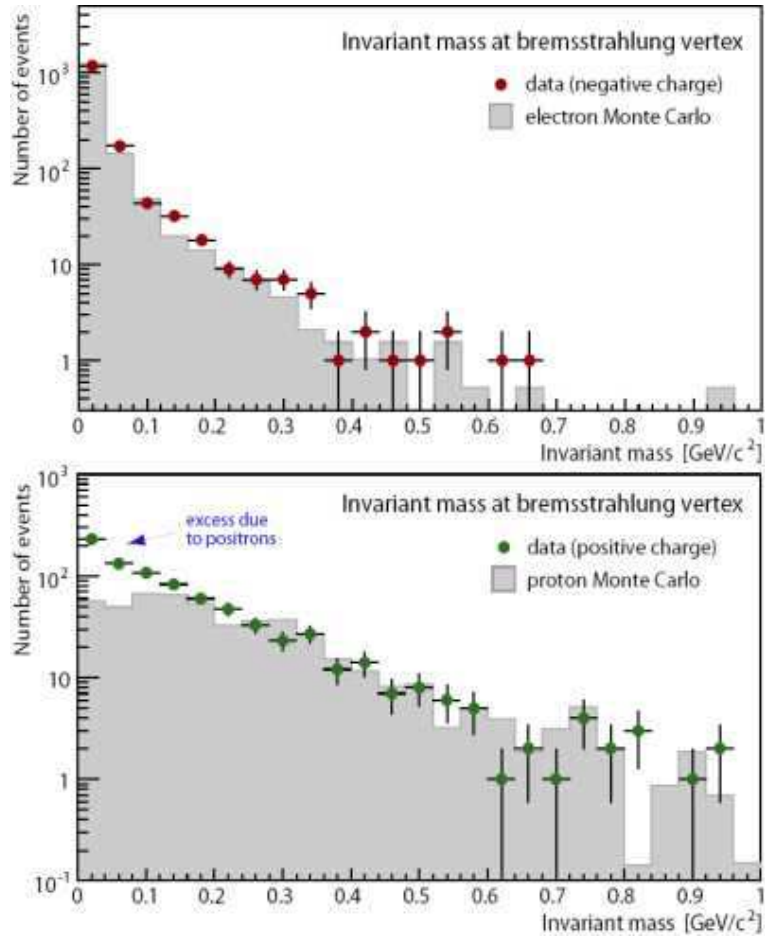 Invariant mass at bremsstrahlung vertex
data (negative charge)
electron Monte Carlo
Number of events
10³
10²
10
1
0 0.1 0.2 0.3 0.4 0.5 0.6 0.7 0.8 0.9 1
Invariant mass [GeV/c²]
Invariant mass at bremsstrahlung vertex
excess due
to positrons
data (positive charge)
proton Monte Carlo
Number of events
10³
10²
10
1
10⁻¹
0 0.1 0.2 0.3 0.4 0.5 0.6 0.7 0.8 0.9 1
Invariant mass [GeV/c²]